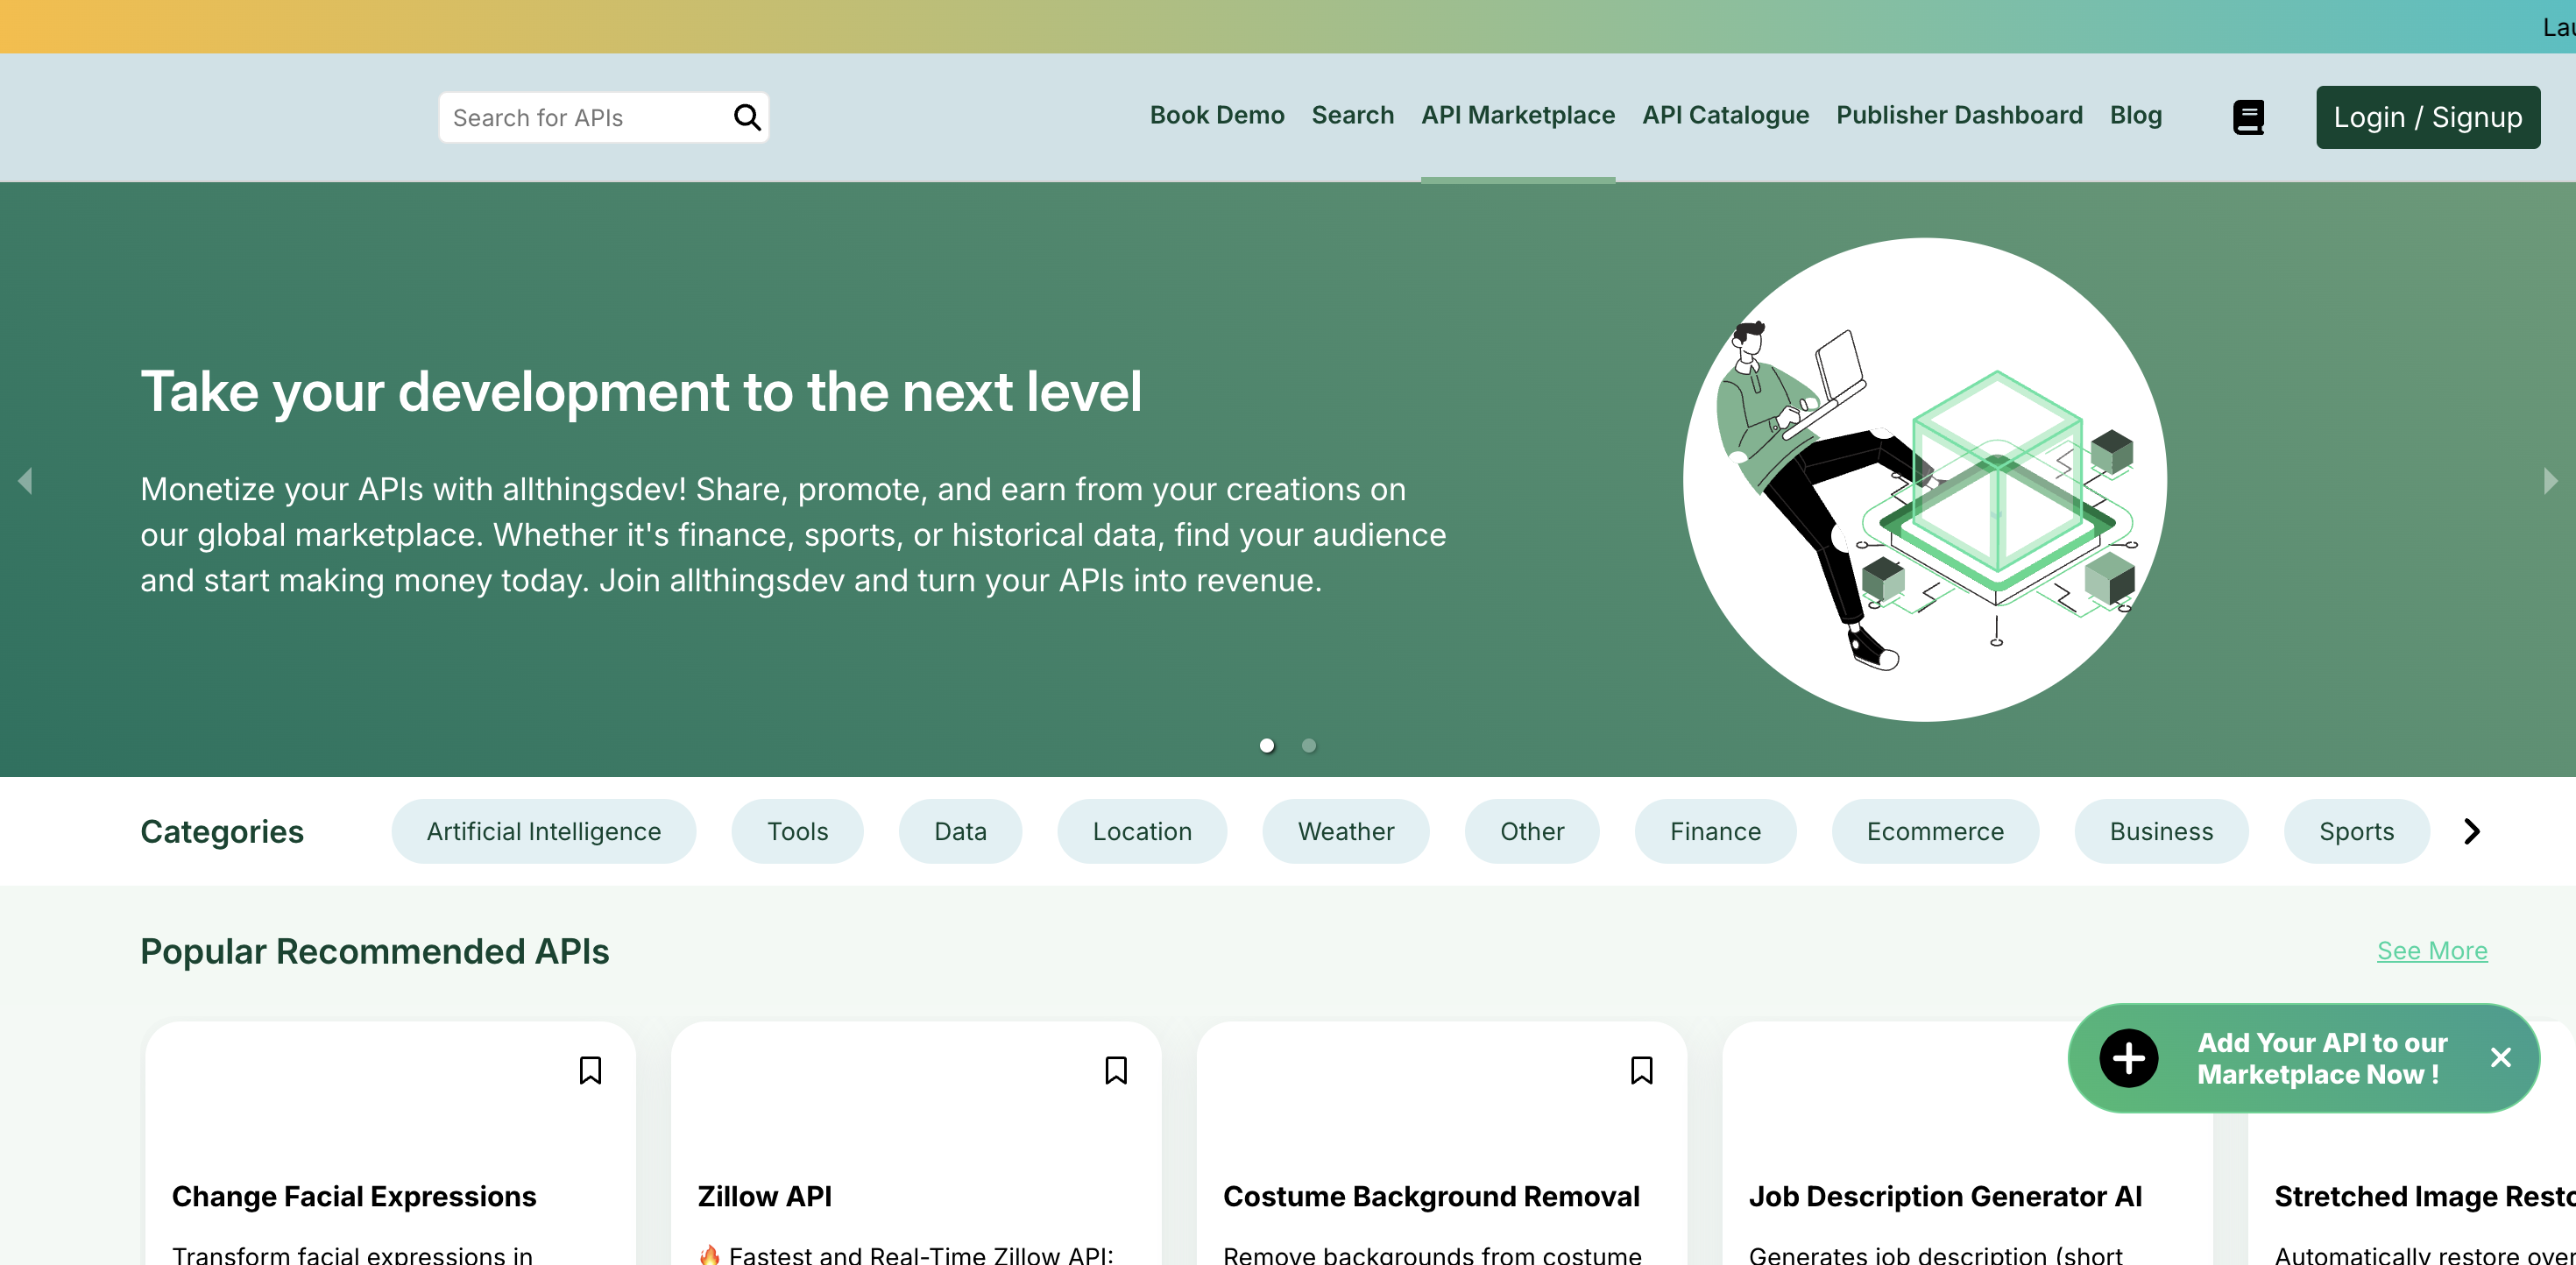 Search for APIs
Book Demo
Search
API Marketplace
API Catalogue
Publisher Dashboard
Blog
Login / Signup
Take your development to the next level
Monetize your APIs with allthingsdev! Share, promote, and earn from your creations on
our global marketplace. Whether it's finance, sports, or historical data, find your audience
and start making money today. Join allthingsdev and turn your APIs into revenue.
Categories
Artificial Intelligence
Tools
Data
Location
Weather
Other
Finance
Ecommerce
Business
Sports
Popular Recommended APIs
See More
Add Your API to our
Marketplace Now !
Change Facial Expressions
Transform facial expressions in
Zillow API
🔥 Fastest and Real-Time Zillow API:
Costume Background Removal
Remove backgrounds from costume
Job Description Generator AI
Generates job description (short
Stretched Image
Automatically restore